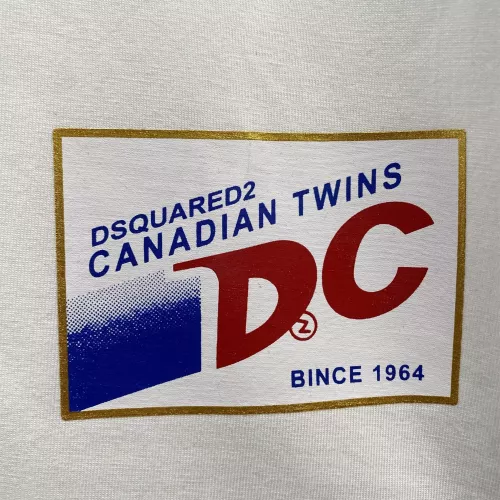 DSQUARED2
CANADIAN TWINS
DC
Z
BINCE 1964